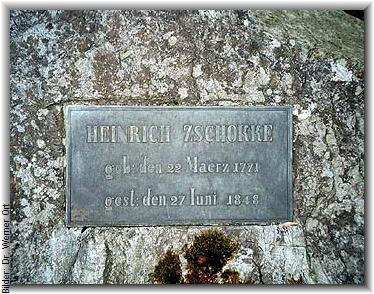 HEINRICH ZSCHOKKE
geb: den 22 Maerz 1771
gest: den 27 Juni 1848
Bilder: Dr. Werner Ort